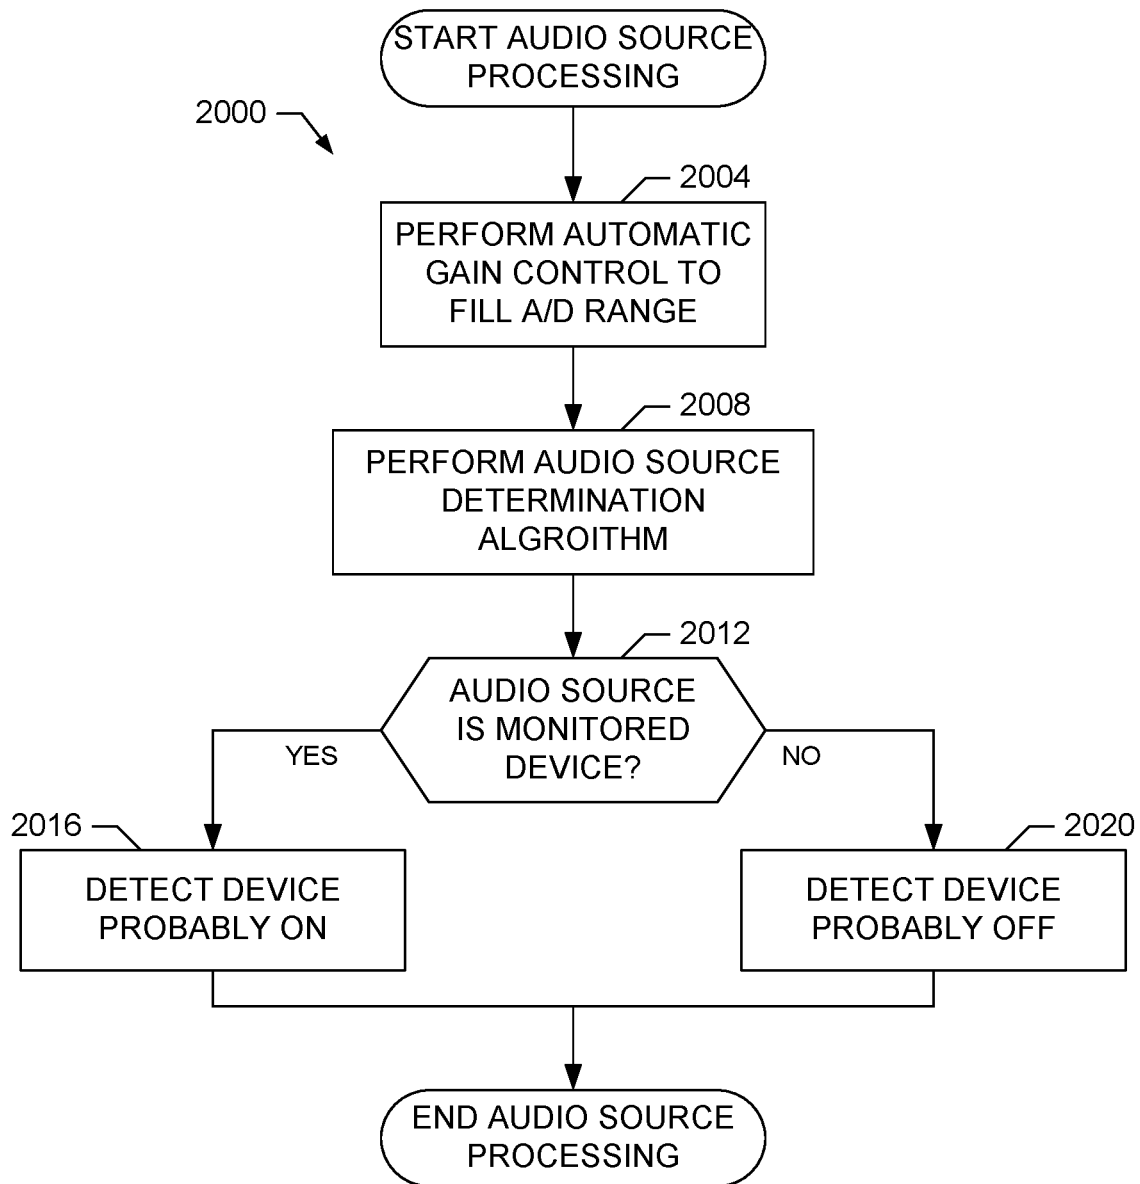 START AUDIO SOURCE
PROCESSING
2000
2004
PERFORM AUTOMATIC
GAIN CONTROL TO
FILL A/D RANGE
2008
PERFORM AUDIO SOURCE
DETERMINATION
ALGROITHM
2012
AUDIO SOURCE
IS MONITORED
DEVICE?
YES
NO
2016
DETECT DEVICE
PROBABLY ON
2020
DETECT DEVICE
PROBABLY OFF
END AUDIO SOURCE
PROCESSING